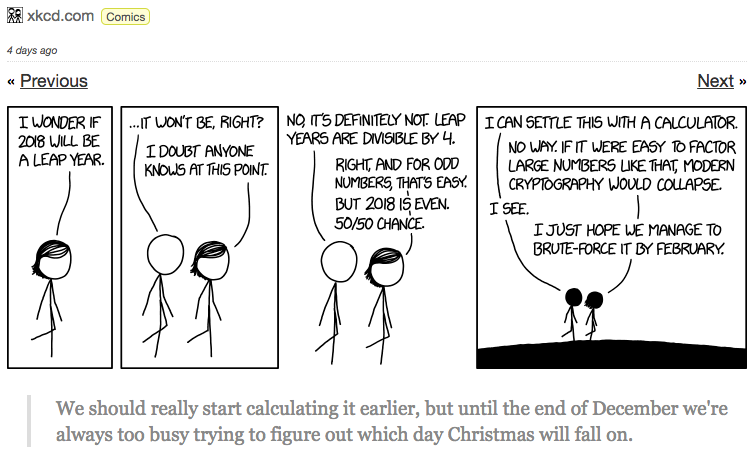 xkcd.com Comics
4 days ago
« Previous
Next »
I WONDER IF
2018 WILL BE
A LEAP YEAR.
...IT WON'T BE, RIGHT?
I DOUBT ANYONE
KNOWS AT THIS POINT.
NO, IT'S DEFINITELY NOT. LEAP
YEARS ARE DIVISIBLE BY 4.
RIGHT, AND FOR ODD
NUMBERS, THAT'S EASY.
BUT 2018 IS EVEN.
50/50 CHANCE.
I CAN SETTLE THIS WITH A CALCULATOR.
NO WAY. IF IT WERE EASY TO FACTOR
LARGE NUMBERS LIKE THAT, MODERN
CRYPTOGRAPHY WOULD COLLAPSE.
I SEE.
I JUST HOPE WE MANAGE TO
BRUTE-FORCE IT BY FEBRUARY.
We should really start calculating it earlier, but until the end of December we're
always too busy trying to figure out which day Christmas will fall on.